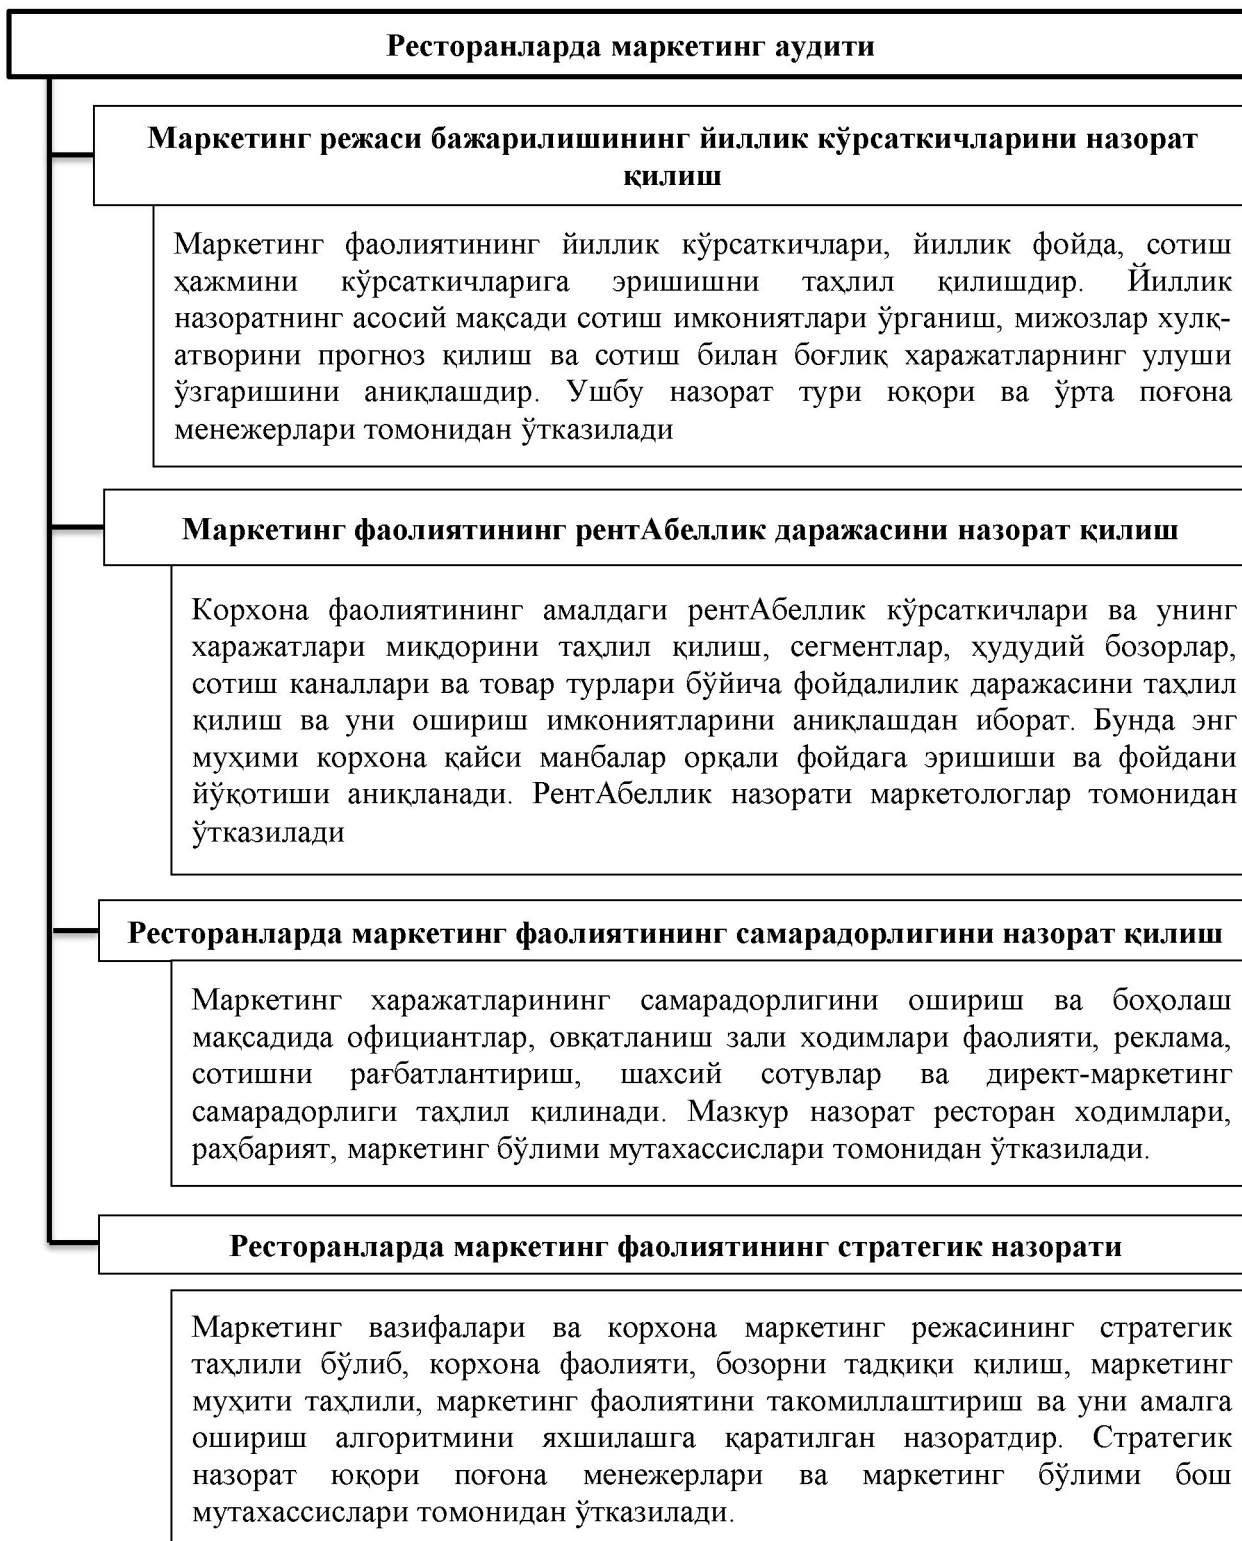 Ресторанларда маркетинг аудити
Маркетинг режаси бажарилишининг йиллик кўрсаткичларини назорат
қилиш
Маркетинг фаолиятининг йиллик кўрсаткичлари, йиллик фойда, сотиш
ҳажмини кўрсаткичларига эришишни таҳлил қилишдир. Йиллик
назоратнинг асосий мақсади сотиш имкониятлари ўрганиш, мижозлар хулқ-
атворини прогноз қилиш ва сотиш билан боғлиқ харажатларнинг улуши
ўзгаришини аниқлашдир. Ушбу назорат тури юқори ва ўрта поғона
менежерлари томонидан ўтказилади
Маркетинг фаолиятининг рентАбеллик даражасини назорат қилиш
Корхона фаолиятининг амалдаги рентАбеллик кўрсаткичлари ва унинг
харажатлари миқдорини таҳлил қилиш, сегментлар, ҳудудий бозорлар,
сотиш каналлари ва товар турлари бўйича фойдалилик даражасини таҳлил
қилиш ва уни ошириш имкониятларини аниқлашдан иборат. Бунда энг
муҳими корхона қайси манбалар орқали фойдага эришиши ва фойдани
йўқотиши аниқланади. РентАбеллик назорати маркетологлар томонидан
ўтказилади
Ресторанларда маркетинг фаолиятининг самарадорлигини назорат қилиш
Маркетинг харажатларининг самарадорлигини ошириш ва боҳолаш
мақсадида официантлар, овқатланиш зали ходимлари фаолияти, реклама,
сотишни рағбатлантириш, шахсий сотувлар ва директ-маркетинг
самарадорлиги таҳлил қилинади. Мазкур назорат ресторан ходимлари,
раҳбарият, маркетинг бўлими мутахассислари томонидан ўтказилади.
Ресторанларда маркетинг фаолиятининг стратегик назорати
Маркетинг вазифалари ва корхона маркетинг режасининг стратегик
таҳлили бўлиб, корхона фаолияти, бозорни тадқиқи қилиш, маркетинг
муҳити таҳлили, маркетинг фаолиятини такомиллаштириш ва уни амалга
ошириш алгоритмини яхшилашга қаратилган назоратдир. Стратегик
назорат юқори поғона менежерлари ва маркетинг бўлими бош
мутахассислари томонидан ўтказилади.